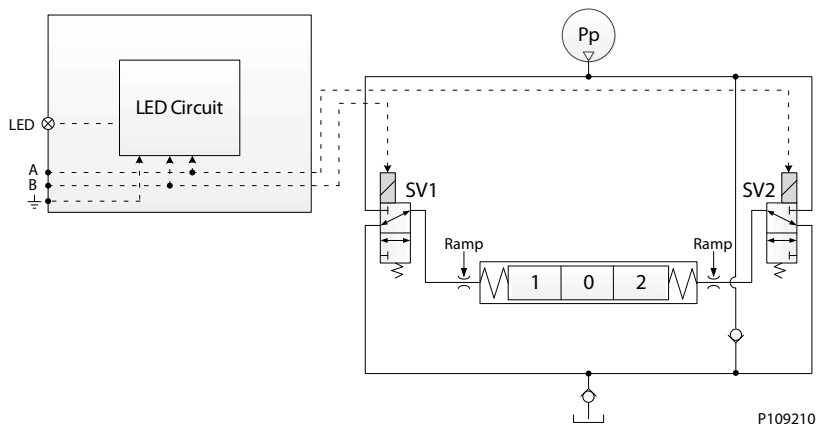 Pp
LED Circuit
LED
A
B
SV1
SV2
Ramp
Ramp
1 0 2
P109210